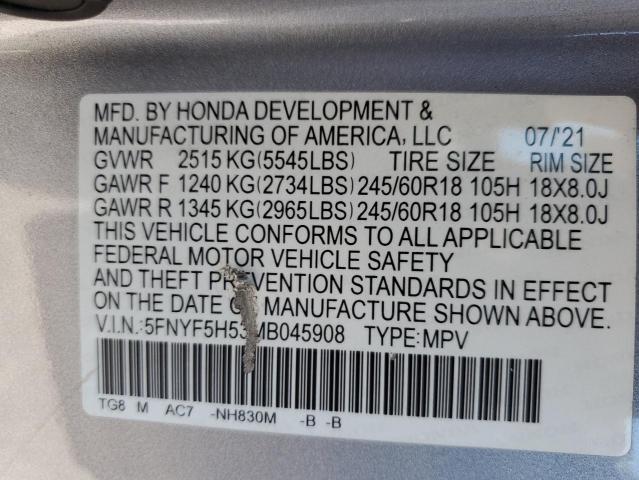 MFD. BY HONDA DEVELOPMENT &
MANUFACTURING OF AMERICA, LLC 07/'21
GVWR 2515 KG(5545LBS) TIRE SIZE RIM SIZE
GAWR F 1240 KG(2734LBS) 245/60R18 105H 18X8.0J
GAWR R 1345 KG(2965LBS) 245/60R18 105H 18X8.0J
THIS VEHICLE CONFORMS TO ALL APPLICABLE
FEDERAL MOTOR VEHICLE SAFETY
AND THEFT PREVENTION STANDARDS IN EFFECT
ON THE DATE OF MANUFACTURE SHOWN ABOVE.
V.I.N.: TYPE:MPV
TG8 M AC7 -NH830M -B -B